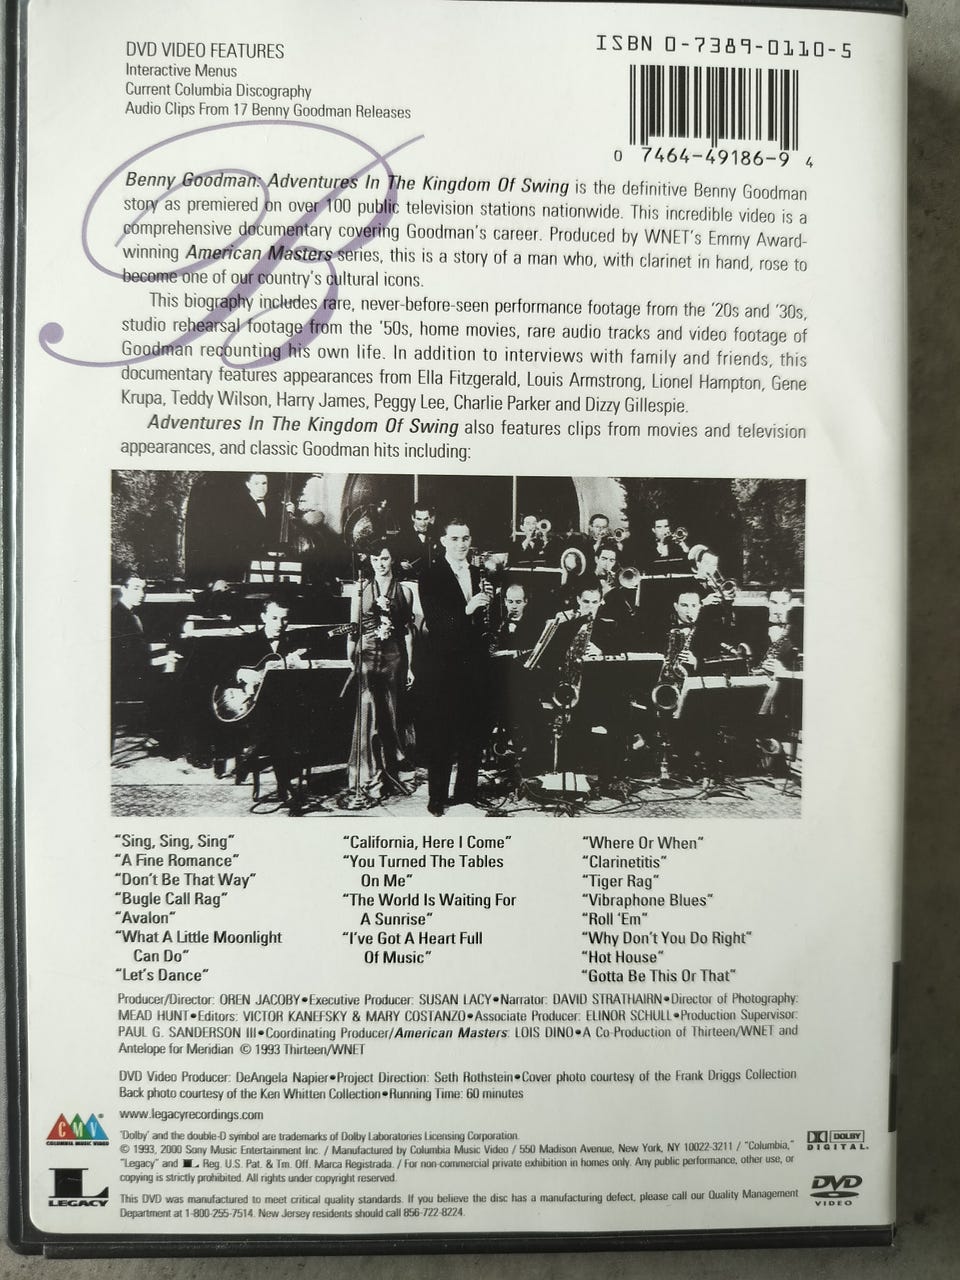 DVD VIDEO FEATURES
Interactive Menus
Current Columbia Discography
Audio Clips From 17 Benny Goodman Releases
ISBN 0-7389-0110-5
0 7464-49186-9 4
B
Benny Goodman: Adventures In The Kingdom Of Swing is the definitive Benny Goodman
story as premiered on over 100 public television stations nationwide. This incredible video is a
comprehensive documentary covering Goodman's career. Produced by WNET's Emmy Award-
winning American Masters series, this is a story of a man who, with clarinet in hand, rose to
become one of our country's cultural icons.
This biography includes rare, never-before-seen performance footage from the '20s and '30s,
studio rehearsal footage from the '50s, home movies, rare audio tracks and video footage of
Goodman recounting his own life. In addition to interviews with family and friends, this
documentary features appearances from Ella Fitzgerald, Louis Armstrong, Lionel Hampton, Gene
Krupa, Teddy Wilson, Harry James, Peggy Lee, Charlie Parker and Dizzy Gillespie.
Adventures In The Kingdom Of Swing also features clips from movies and television
appearances, and classic Goodman hits including:
"Sing, Sing, Sing"
"A Fine Romance"
"Don't Be That Way"
"Bugle Call Rag"
"Avalon"
"What A Little Moonlight
Can Do"
"Let's Dance"
"California, Here I Come"
"You Turned The Tables
On Me"
"The World Is Waiting For
A Sunrise"
"I've Got A Heart Full
Of Music"
"Where Or When"
"Clarinetitis"
"Tiger Rag"
"Vibraphone Blues"
"Roll 'Em"
"Why Don't You Do Right"
"Hot House"
"Gotta Be This Or That"
Producer/Director: OREN JACOBY•Executive Producer: SUSAN LACY•Narrator: DAVID STRATHAIRN•Director of Photography:
MEAD HUNT•Editors: VICTOR KANEFSKY & MARY COSTANZO•Associate Producer: ELINOR SCHULL•Production Supervisor:
PAUL G. SANDERSON III•Coordinating Producer/American Masters: LOIS DINO•A Co-Production of Thirteen/WNET and
Antelope for Meridian © 1993 Thirteen/WNET
DVD Video Producer: DeAngela Napier•Project Direction: Seth Rothstein•Cover photo courtesy of the Frank Driggs Collection
Back photo courtesy of the Ken Whitten Collection•Running Time: 60 minutes
www.legacyrecordings.com
'Dolby' and the double-D symbol are trademarks of Dolby Laboratories Licensing Corporation.
© 1993, 2000 Sony Music Entertainment Inc. / Manufactured by Columbia Music Video / 550 Madison Avenue, New York, NY 10022-3211 / "Columbia,"
"Legacy" and L Reg. U.S. Pat. & Tm. Off. Marca Registrada. / For non-commercial private exhibition in homes only. Any public performance, other use, or
copying is strictly prohibited. All rights under copyright reserved.
This DVD was manufactured to meet critical quality standards. If you believe the disc has a manufacturing defect, please call our Quality Management
Department at 1-800-255-7514. New Jersey residents should call 856-722-8224.
CMV®
COLUMBIA MUSIC VIDEO
L
LEGACY
DOLBY
DIGITAL
DVD
VIDEO